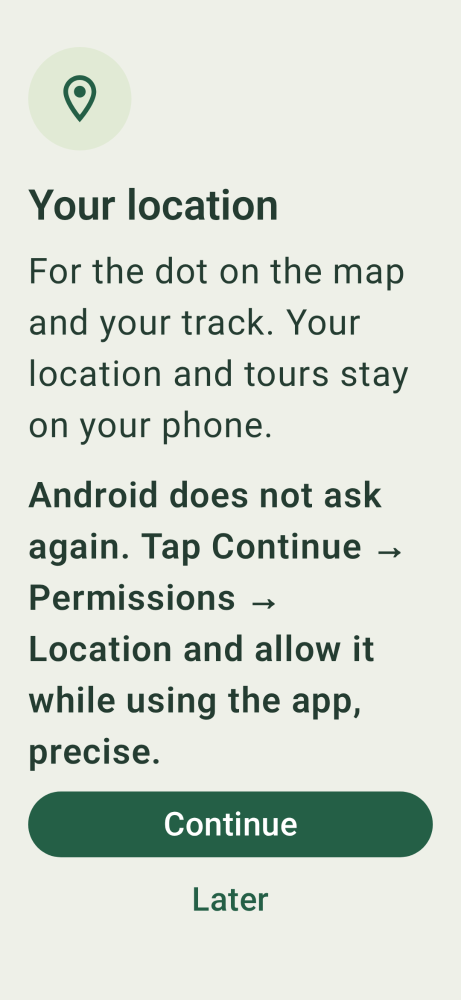 Your location
For the dot on the map
and your track. Your
location and tours stay
on your phone.
Android does not ask
again. Tap Continue →
Permissions →
Location and allow it
while using the app,
precise.
Continue
Later